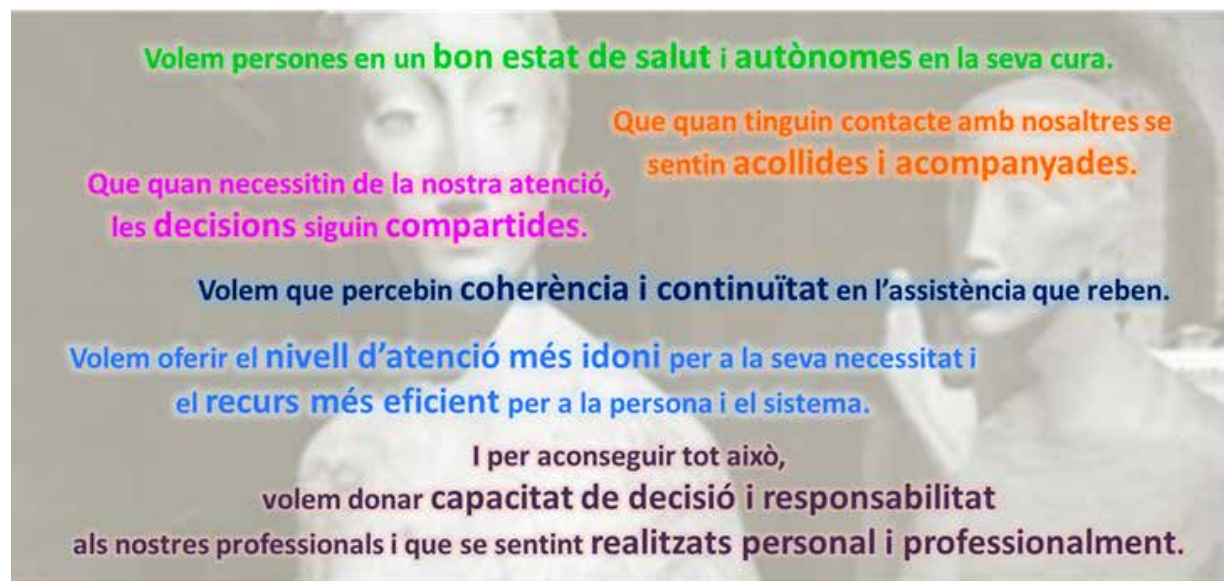 Volem persones en un bon estat de salut i autònomes en la seva cura.
Que quan tinguin contacte amb nosaltres se
sentin acollides i acompanyades.
Que quan necessitin de la nostra atenció,
les decisions siguin compartides.
Volem que percebin coherència i continuïtat en l’assistència que reben.
Volem oferir el nivell d’atenció més idoni per a la seva necessitat i
el recurs més eficient per a la persona i el sistema.
I per aconseguir tot això,
volem donar capacitat de decisió i responsabilitat
als nostres professionals i que se sentint realitzats personal i professionalment.